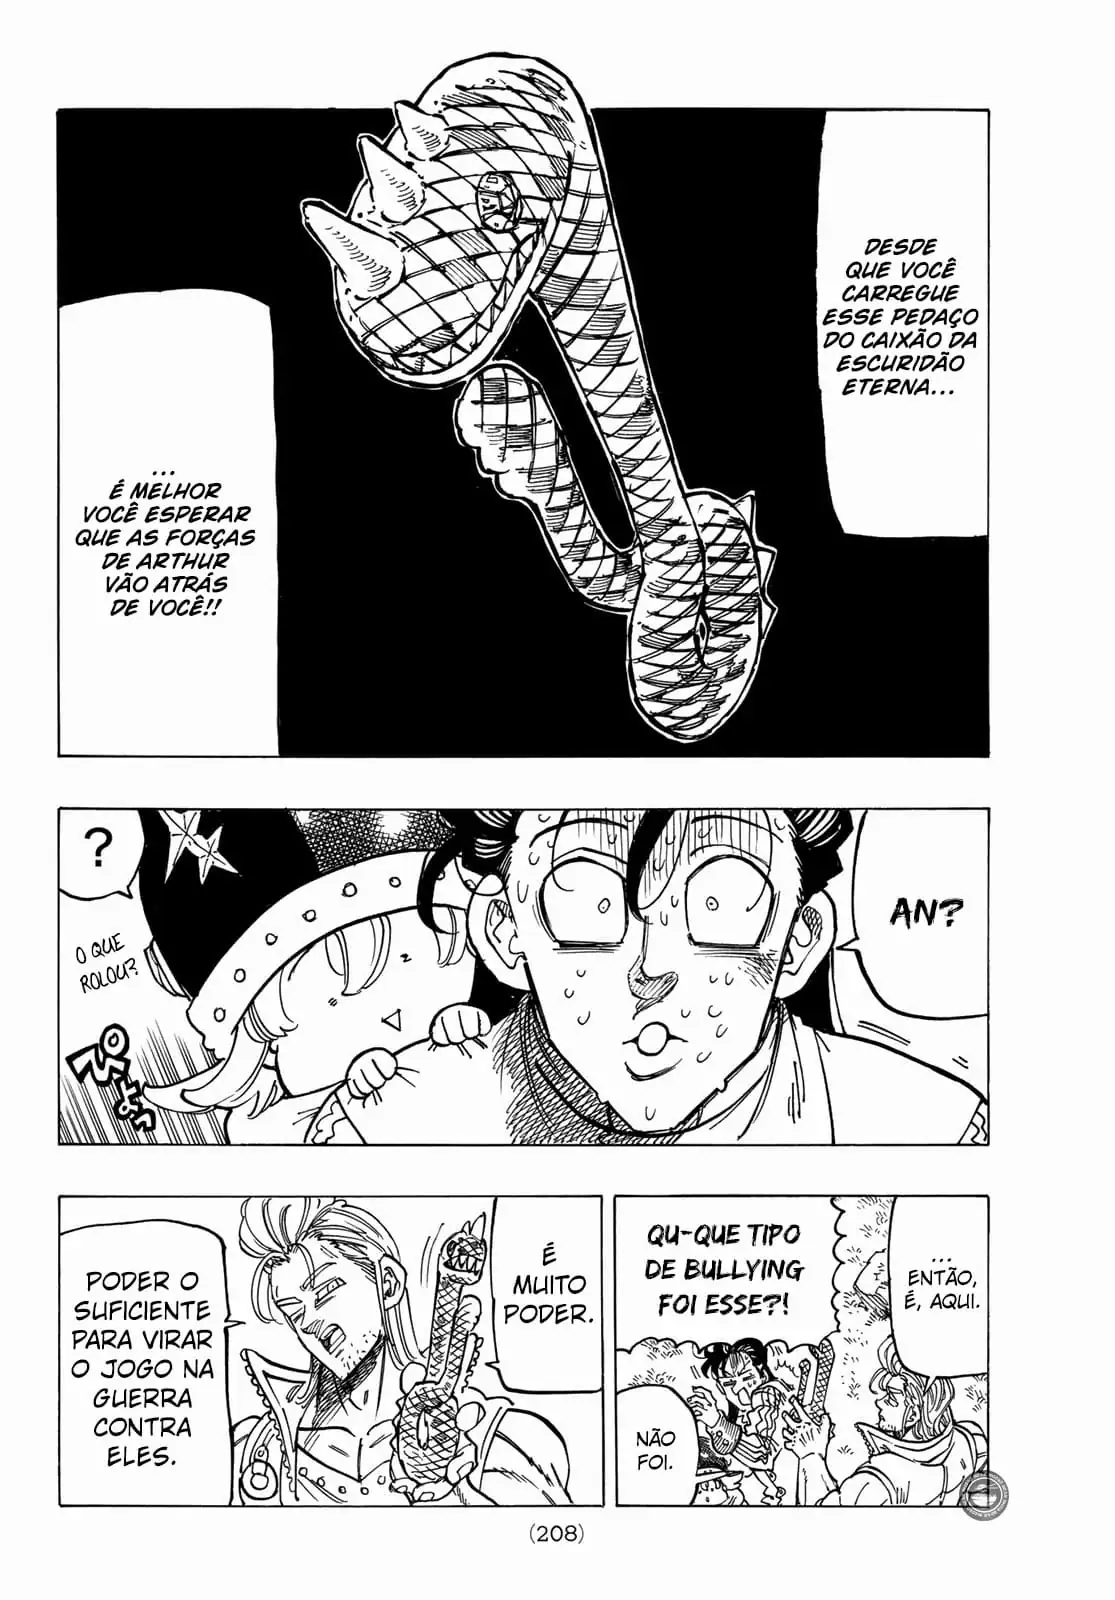 DESDE
QUE VOCÊ
CARREGUE
ESSE PEDAÇO
DO CAIXÃO DA
ESCURIDÃO
ETERNA...
...
É MELHOR
VOCÊ ESPERAR
QUE AS FORÇAS
DE ARTHUR
VÃO ATRÁS
DE VOCÊ!!
AN?
?
O QUE
ROLOU?
...
ENTÃO,
É, AQUI.
QU-QUE TIPO
DE BULLYING
FOI ESSE?!
NÃO
FOI.
É
MUITO
PODER.
PODER O
SUFICIENTE
PARA VIRAR
O JOGO NA
GUERRA
CONTRA
ELES.
(208)